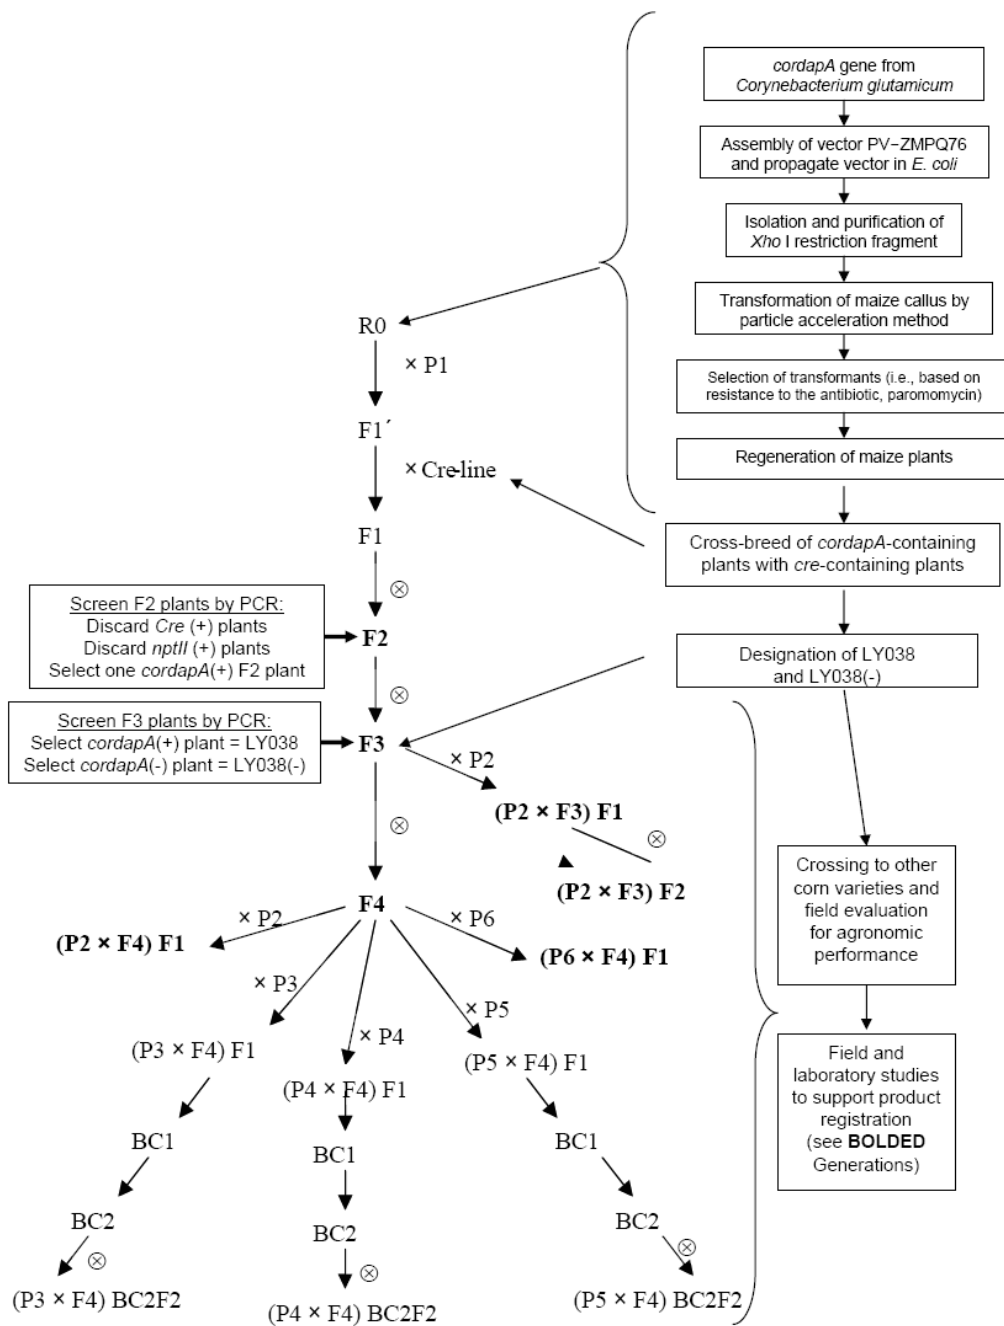 cordapA gene from
Corynebacterium glutamicum
Assembly of vector PV−ZMPQ76
and propagate vector in E. coli
Isolation and purification of
Xho I restriction fragment
Transformation of maize callus by
particle acceleration method
Selection of transformants (i.e., based on
resistance to the antibiotic, paromomycin)
Regeneration of maize plants
Cross-breed of cordapA-containing
plants with cre-containing plants
Designation of LY038
and LY038(-)
Crossing to other
corn varieties and
field evaluation
for agronomic
performance
Field and
laboratory studies
to support product
registration
(see BOLDED
Generations)
R0
× P1
F1´
× Cre-line
F1
⊗
Screen F2 plants by PCR:
Discard Cre (+) plants
Discard nptII (+) plants
Select one cordapA(+) F2 plant
F2
⊗
Screen F3 plants by PCR:
Select cordapA(+) plant = LY038
Select cordapA(-) plant = LY038(-)
F3
× P2
(P2 × F3) F1
⊗
(P2 × F3) F2
⊗
F4
× P2
(P2 × F4) F1
× P6
(P6 × F4) F1
× P3
(P3 × F4) F1
BC1
BC2
⊗
(P3 × F4) BC2F2
× P4
(P4 × F4) F1
BC1
BC2
⊗
(P4 × F4) BC2F2
× P5
(P5 × F4) F1
BC1
BC2
⊗
(P5 × F4) BC2F2